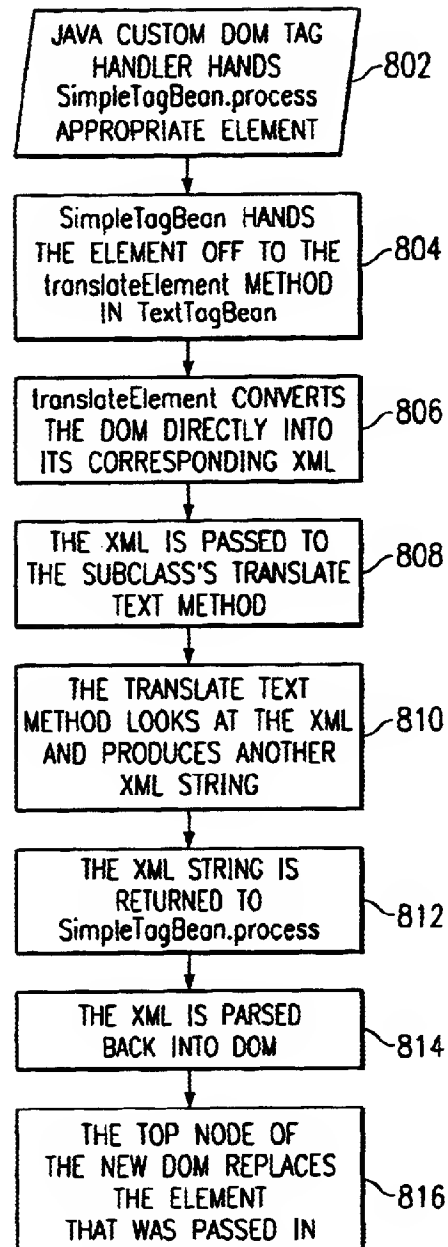 JAVA CUSTOM DOM TAG
HANDLER HANDS
SimpleTagBean.process
APPROPRIATE ELEMENT
802
SimpleTagBean HANDS
THE ELEMENT OFF TO THE
translateElement METHOD
IN TextTagBean
804
translateElement CONVERTS
THE DOM DIRECTLY INTO
ITS CORRESPONDING XML
806
THE XML IS PASSED TO
THE SUBCLASS'S TRANSLATE
TEXT METHOD
808
THE TRANSLATE TEXT
METHOD LOOKS AT THE XML
AND PRODUCES ANOTHER
XML STRING
810
THE XML STRING IS
RETURNED TO
SimpleTagBean.process
812
THE XML IS PARSED
BACK INTO DOM
814
THE TOP NODE OF
THE NEW DOM REPLACES
THE ELEMENT
THAT WAS PASSED IN
816